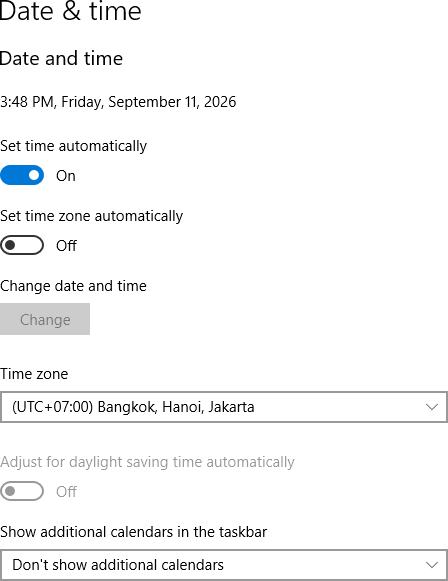 Date & time
Date and time
3:48 PM, Friday, September 11, 2026
Set time automatically
On
Set time zone automatically
Off
Change date and time
Change
Time zone
(UTC+07:00) Bangkok, Hanoi, Jakarta
Adjust for daylight saving time automatically
Off
Show additional calendars in the taskbar
Don't show additional calendars